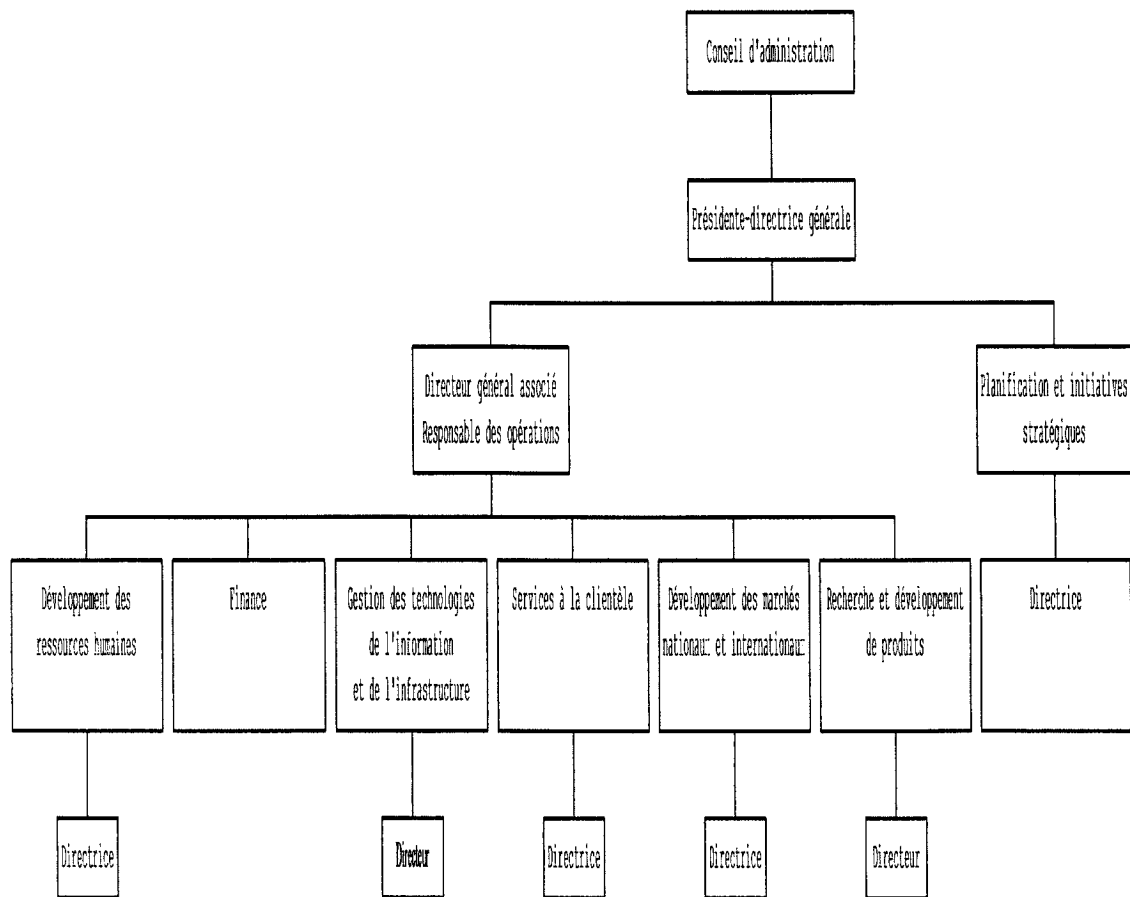 Conseil d'administration
Présidente-directrice générale
Directeur général associé
Responsable des opérations
Planification et initiatives
stratégiques
Développement des
ressources humaines
Finance
Gestion des technologies
de l'information
et de l'infrastructure
Services à la clientèle
Développement des marchés
nationaux et internationaux
Recherche et développement
de produits
Directrice
Directrice
Directeur
Directrice
Directrice
Directeur